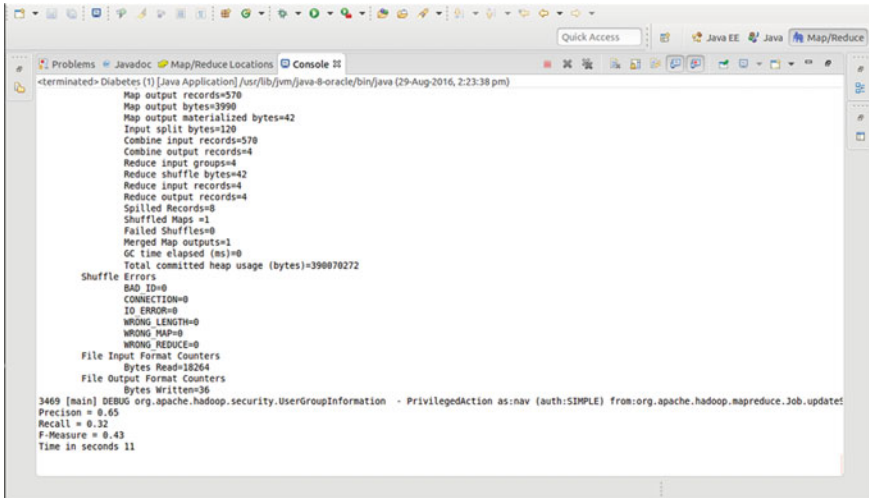 Quick Access
Java EE Java Map/Reduce
Problems Javadoc Map/Reduce Locations Console
<terminated> Diabetes (1) [Java Application] /usr/lib/jvm/java-8-oracle/bin/java (29-Aug-2016, 2:23:38 pm)
Map output records=570
Map output bytes=3990
Map output materialized bytes=42
Input split bytes=120
Combine input records=570
Combine output records=4
Reduce input groups=4
Reduce shuffle bytes=42
Reduce input records=4
Reduce output records=4
Spilled Records=8
Shuffled Maps =1
Failed Shuffles=0
Merged Map outputs=1
GC time elapsed (ms)=0
Total committed heap usage (bytes)=390070272
Shuffle Errors
BAD_ID=0
CONNECTION=0
IO_ERROR=0
WRONG_LENGTH=0
WRONG_MAP=0
WRONG_REDUCE=0
File Input Format Counters
Bytes Read=18264
File Output Format Counters
Bytes Written=36
3469 [main] DEBUG org.apache.hadoop.security.UserGroupInformation - PrivilegedAction as:nav (auth:SIMPLE) from:org.apache.hadoop.mapreduce.Job.updateS
Precison = 0.65
Recall = 0.32
F-Measure = 0.43
Time in seconds 11